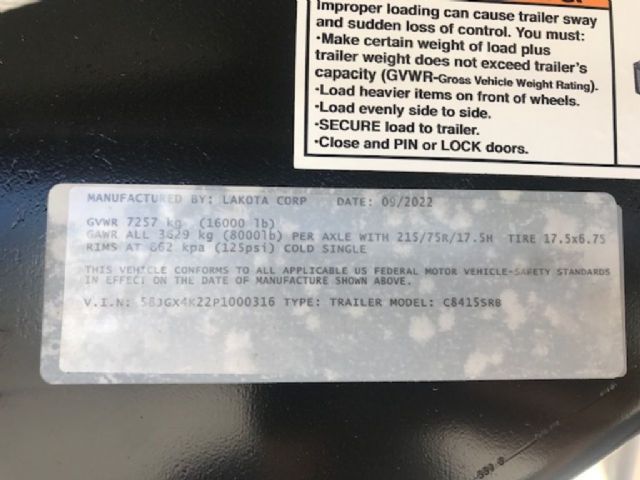 Improper loading can cause trailer sway
and sudden loss of control. You must:
•Make certain weight of load plus
trailer weight does not exceed trailer's
capacity (GVWR-Gross Vehicle Weight Rating).
•Load heavier items on front of wheels.
•Load evenly side to side.
•SECURE load to trailer.
•Close and PIN or LOCK doors.
MANUFACTURED BY: LAKOTA CORP DATE: 09/2022
GVWR 7257 kg (16000 lb)
GAWR ALL 3629 kg (8000lb) PER AXLE WITH 215/75R/17.5H TIRE 17.5x6.75
RIMS AT 862 kpa (125psi) COLD SINGLE
THIS VEHICLE CONFORMS TO ALL APPLICABLE US FEDERAL MOTOR VEHICLE-SAFETY STANDARDS
IN EFFECT ON THE DATE OF MANUFACTURE SHOWN ABOVE.
V.I.N: 58JGX4K22P1000316 TYPE: TRAILER MODEL: C8415SRB